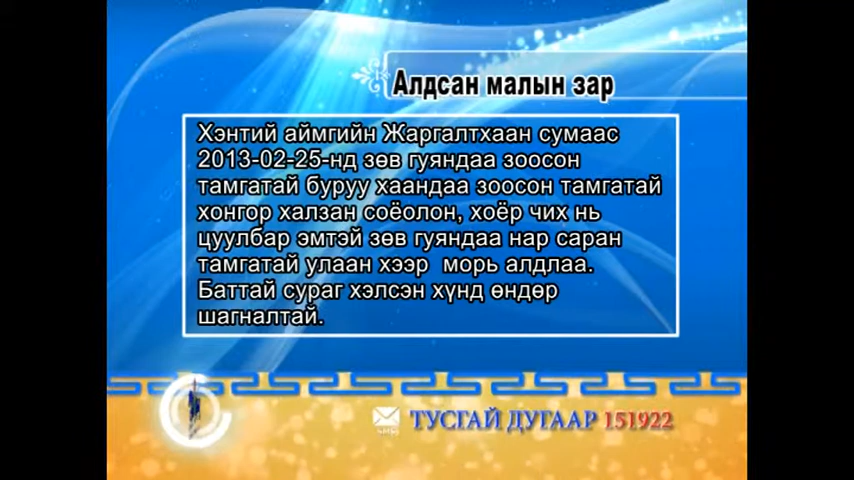 Алдсан малын зар
Хэнтий аймгийн Жаргалтхаан сумаас
2013-02-25-нд зөв гуяндаа зоосон
тамгатай буруу хаандаа зоосон тамгатай
хонгор халзан соёолон, хоёр чих нь
цуулбар эмтэй зөв гуяндаа нар саран
тамгатай улаан хээр  морь алдлаа.
Баттай сураг хэлсэн хүнд өндөр
шагналтай.
ТУСГАЙ ДУГААР 151922